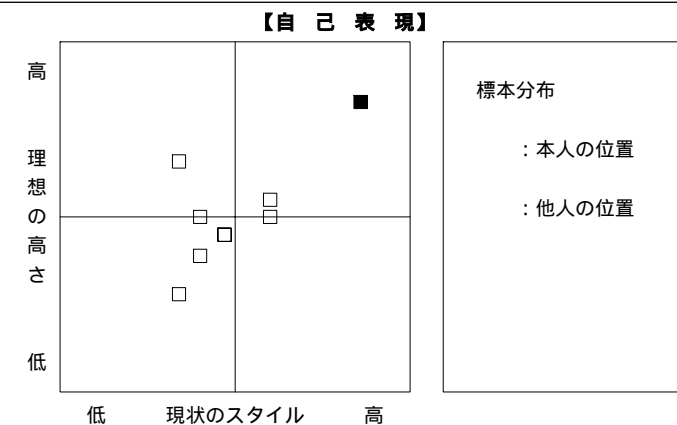 【自 己 表 現】
高
理想の高さ
低
低 現状のスタイル 高
標本分布
：本人の位置
：他人の位置